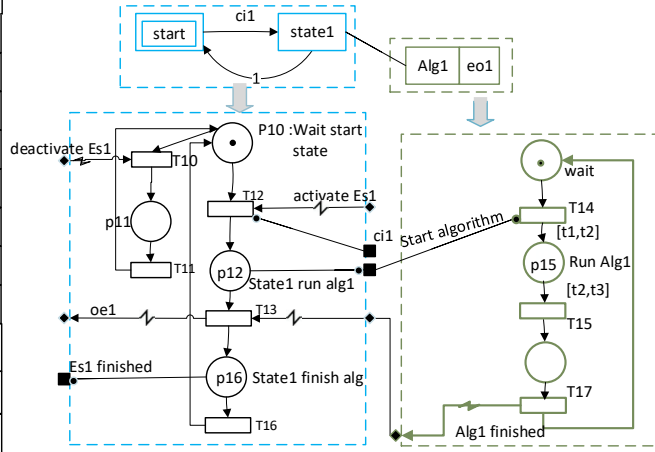 ci1
start
state1
1
Alg1
eo1
P10 :Wait start
state
deactivate Es1
T10
wait
T12
activate Es1
T14
[t1,t2]
p11
ci1
Start algorithm
T11
p12
State1 run alg1
p15
Run Alg1
[t2,t3]
oe1
T13
T15
Es1 finished
p16
State1 finish alg
T17
T16
Alg1 finished